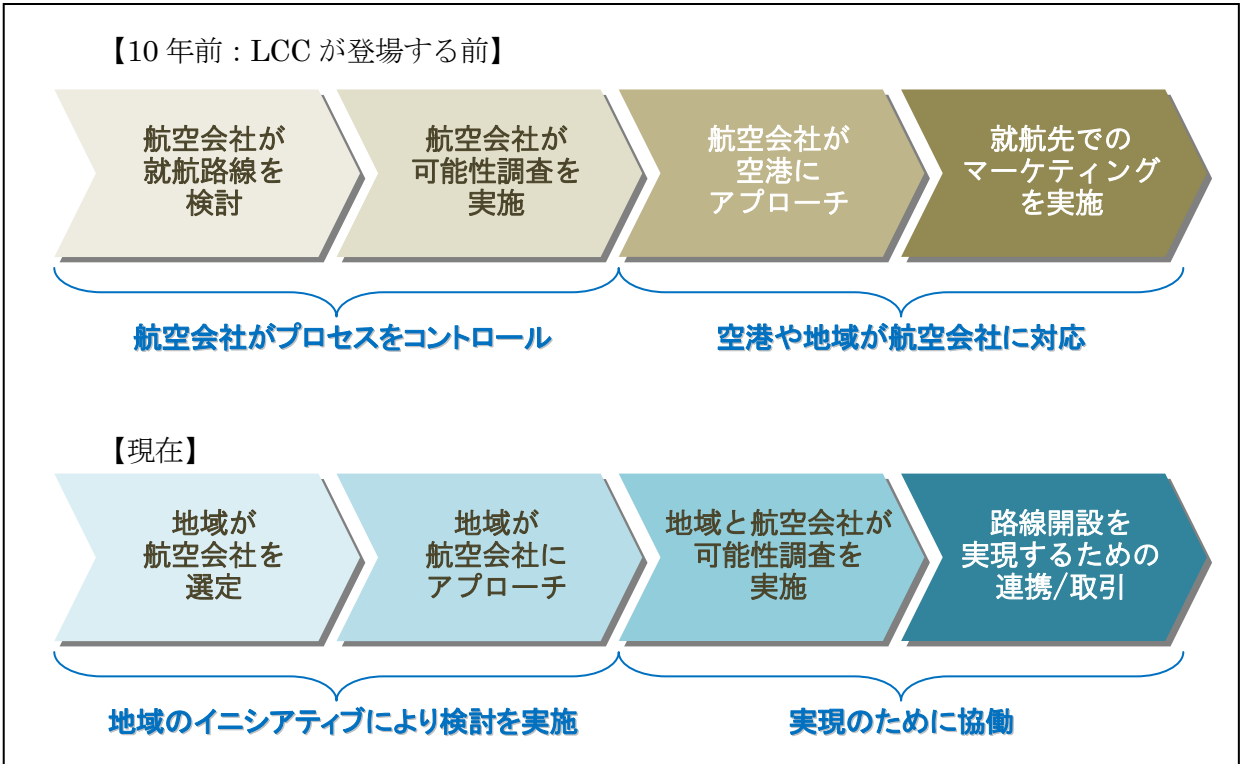 【10年前：LCCが登場する前】
航空会社が
就航路線を
検討
航空会社が
可能性調査を
実施
航空会社が
空港に
アプローチ
就航先での
マーケティング
を実施
航空会社がプロセスをコントロール
空港や地域が航空会社に対応
【現在】
地域が
航空会社を
選定
地域が
航空会社に
アプローチ
地域と航空会社が
可能性調査を
実施
路線開設を
実現するための
連携/取引
地域のイニシアティブにより検討を実施
実現のために協働